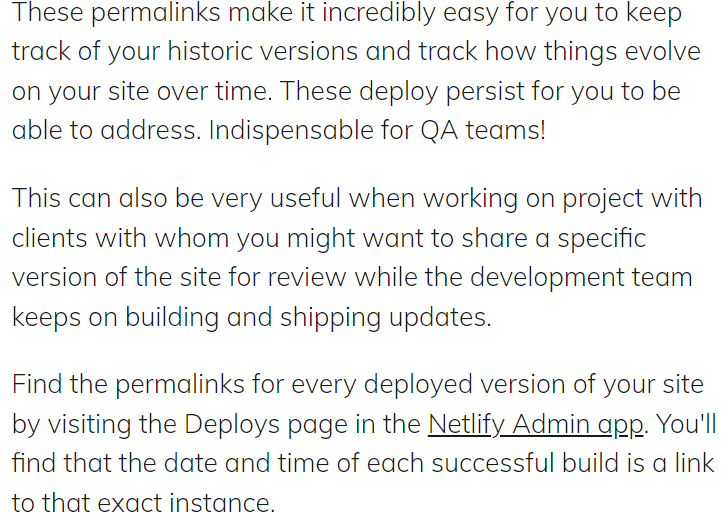 These permalinks make it incredibly easy for you to keep
track of your historic versions and track how things evolve
on your site over time. These deploy persist for you to be
able to address. Indispensable for QA teams!
This can also be very useful when working on project with
clients with whom you might want to share a specific
version of the site for review while the development team
keeps on building and shipping updates.
Find the permalinks for every deployed version of your site
by visiting the Deploys page in the Netlify Admin app. You'll
find that the date and time of each successful build is a link
to that exact instance.